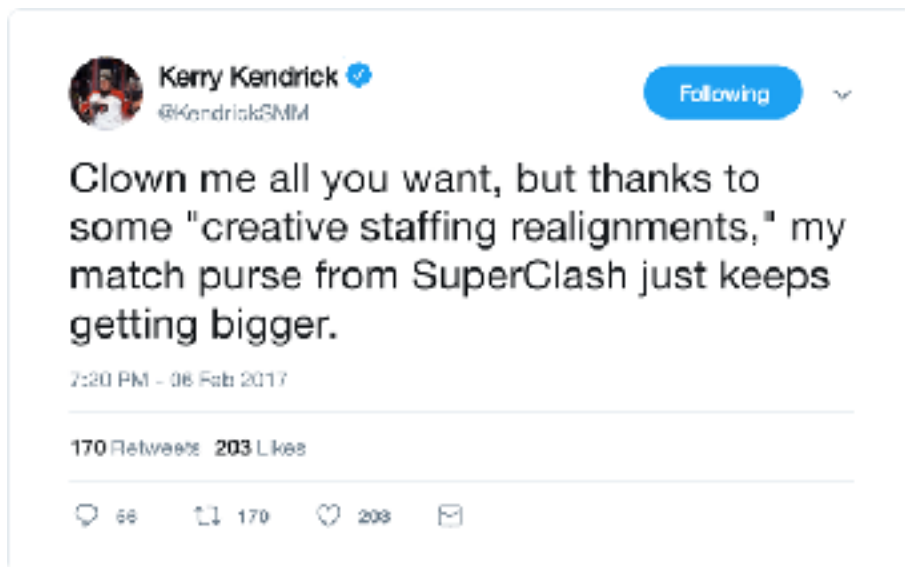 Kerry Kendrick
@KendrickSMM
Following
Clown me all you want, but thanks to
some "creative staffing realignments," my
match purse from SuperClash just keeps
getting bigger.
7:20 PM - 06 Feb 2017
170 Retweets 203 Likes
66 170 203